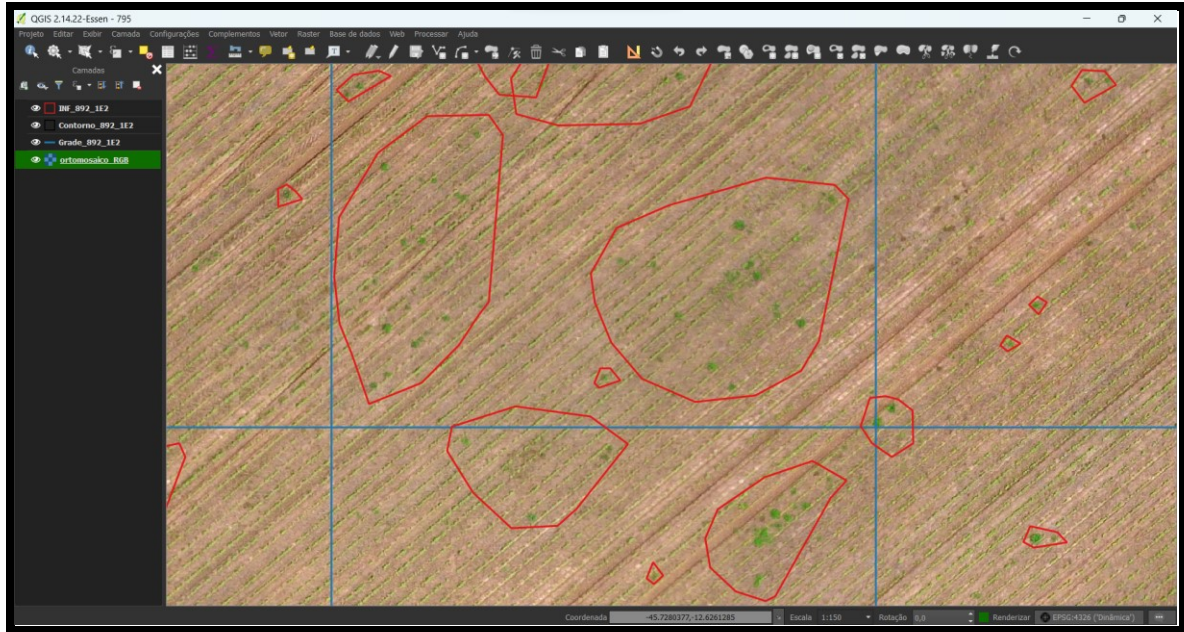 QGIS 2.14.22-Essen - 795
Projeto Editar Exibir Camada Configurações Complementos Vetor Raster Base de dados Web Processar Ajuda
Camadas
INF_892_1E2
Contorno_892_1E2
Grade_892_1E2
ortomosaico_RGB
Coordenada -45,7280377,-12.6261285 Escala 1:150 Rotação 0,0 Renderizar EPSG:4326 ('Dinâmica')